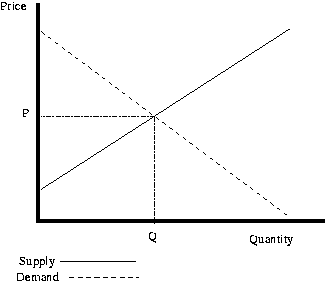 Price
P
Q
Quantity
Supply
Demand